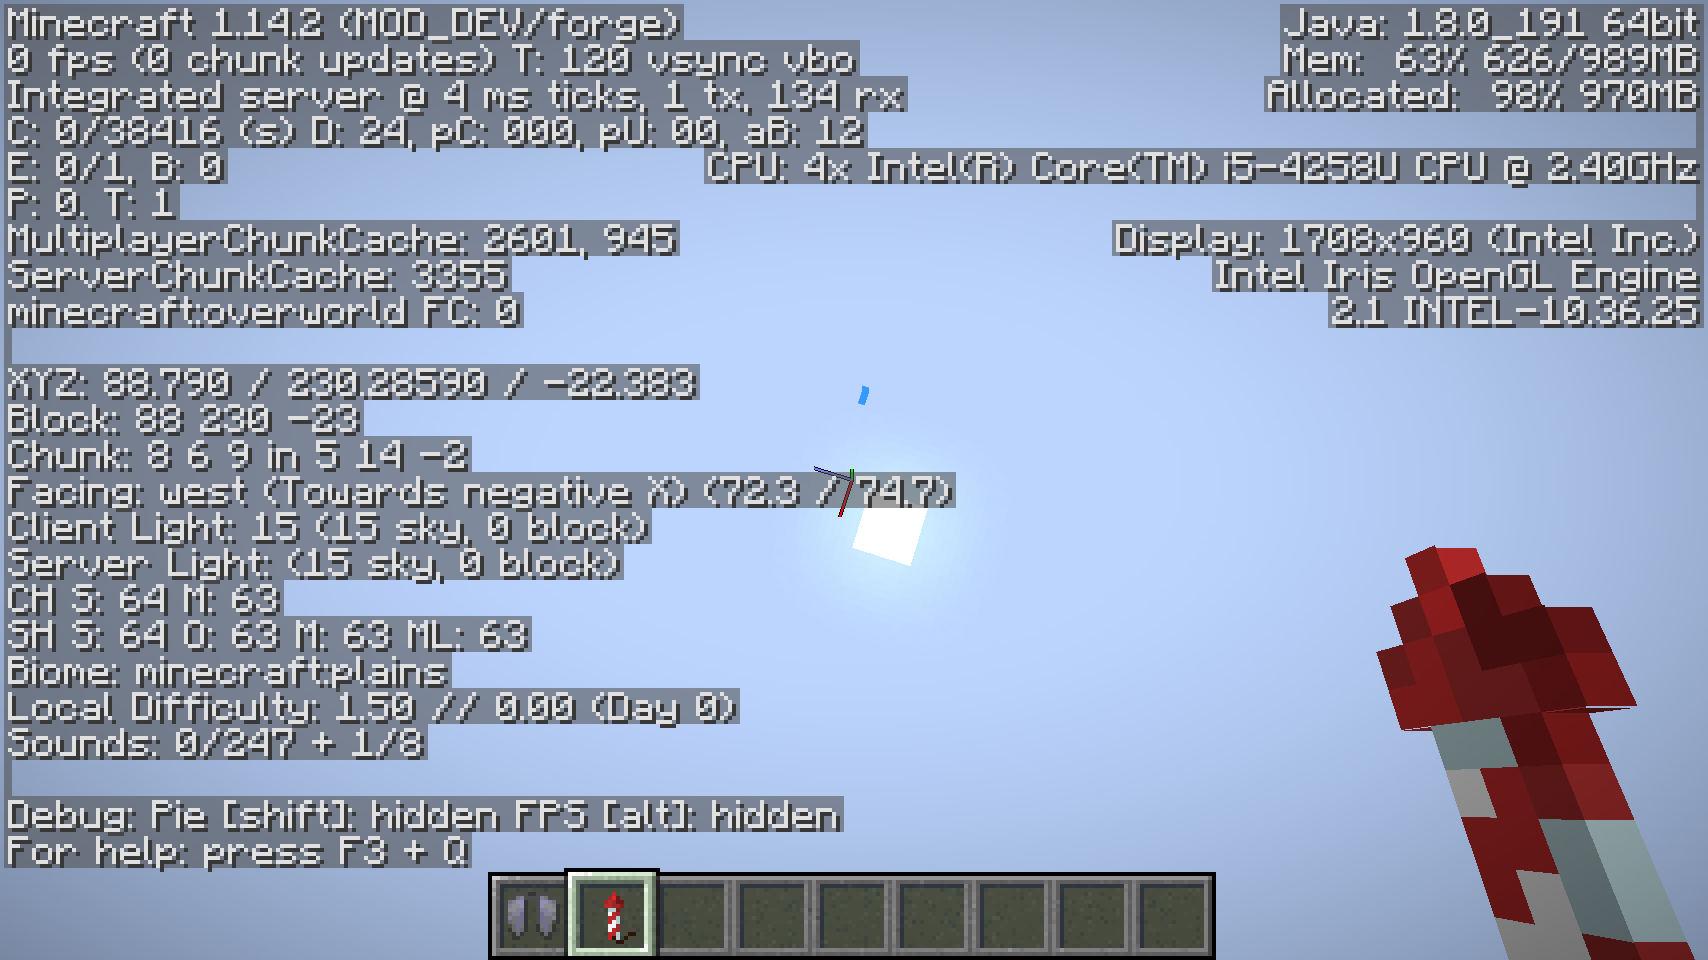 Minecraft 1.14.2 (MOD_DEV/forge)
0 fps (0 chunk updates) T: 120 vsync vbo
Integrated server @ 4 ms ticks, 1 tx, 134 rx
C: 0/38416 (s) D: 24, pC: 000, pU: 00, aB: 12
E: 0/1, B: 0
P: 0. T: 1
MultiplayerChunkCache: 2601, 945
ServerChunkCache: 3355
minecraft:overworld FC: 0
XYZ: 88.790 / 230.28590 / -22.383
Block: 88 230 -23
Chunk: 8 6 9 in 5 14 -2
Facing: west (Towards negative X) (72.3 / 74.7)
Client Light: 15 (15 sky, 0 block)
Server Light: (15 sky, 0 block)
CH S: 64 M: 63
SH S: 64 O: 63 M: 63 ML: 63
Biome: minecraft:plains
Local Difficulty: 1.50 // 0.00 (Day 0)
Sounds: 0/247 + 1/8
Debug: Pie [shift]: hidden FPS [alt]: hidden
For help: press F3 + Q
Java: 1.8.0_191 64bit
Mem: 63% 626/989MB
Allocated: 98% 970MB
CPU: 4x Intel(R) Core(TM) i5-4258U CPU @ 2.40GHz
Display: 1708x960 (Intel Inc.)
Intel Iris OpenGL Engine
2.1 INTEL-10.36.25